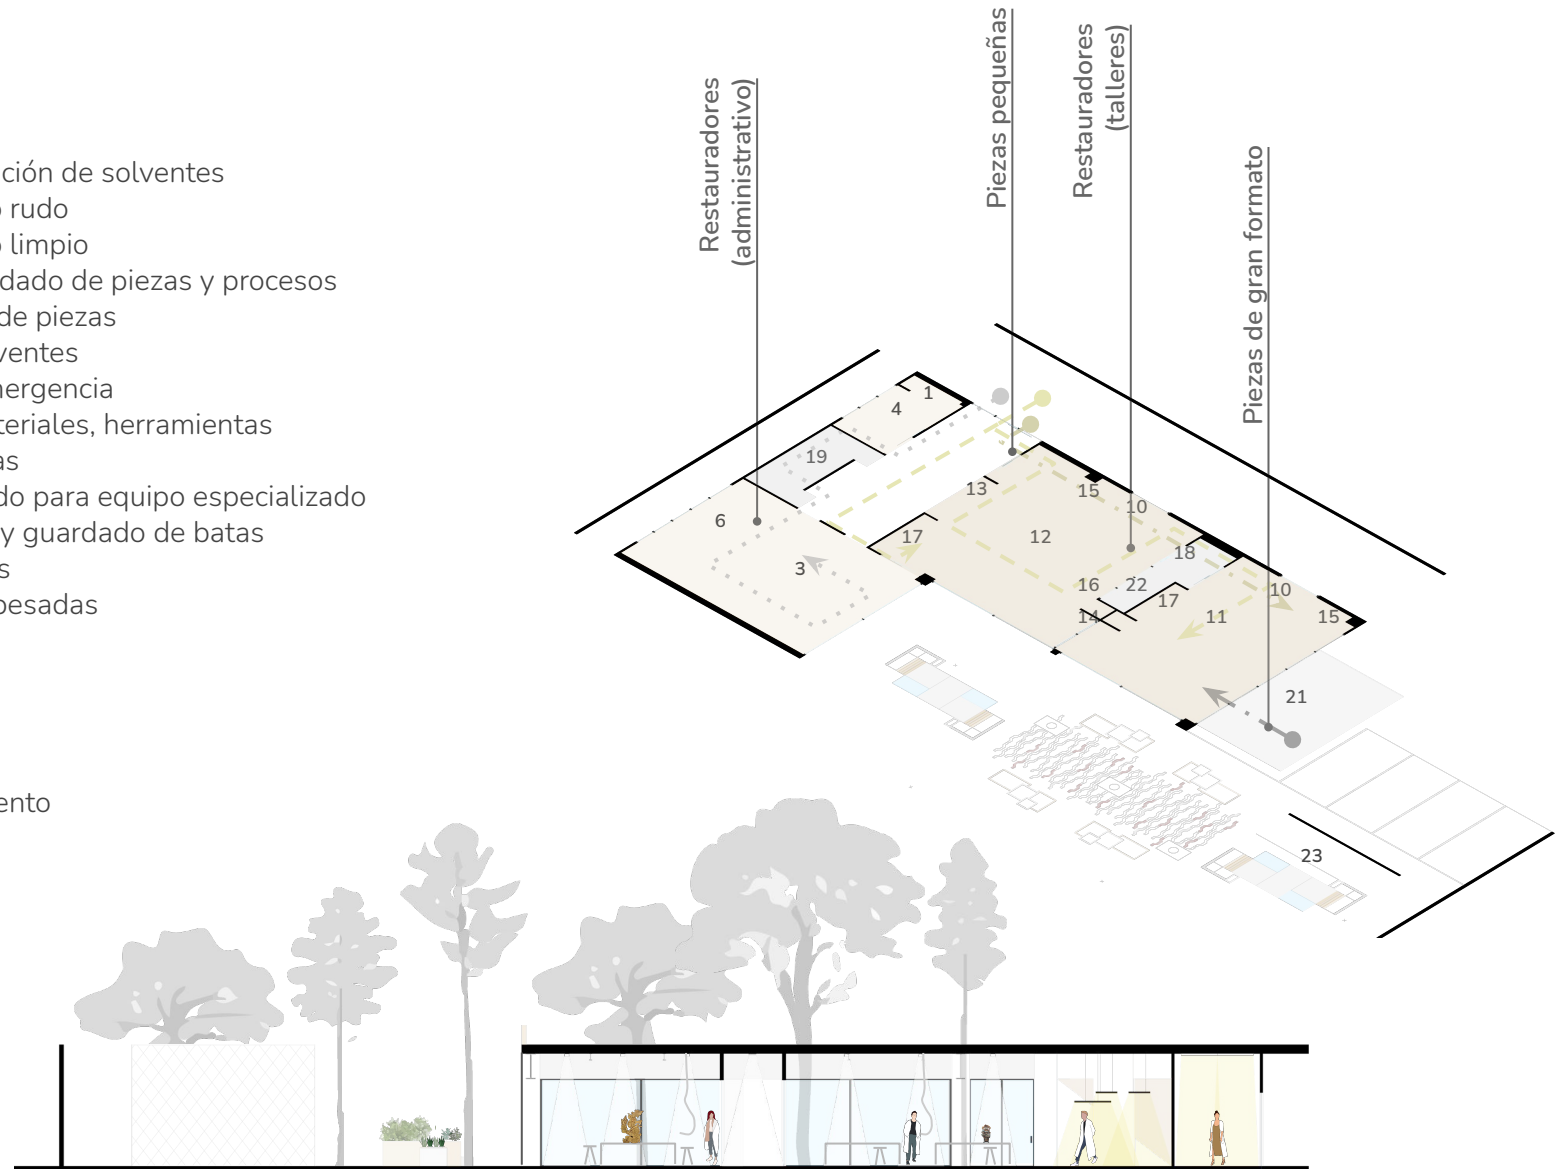 ción de solventes
o rudo
o limpio
dado de piezas y procesos
de piezas
ventes
nergencia
teriales, herramientas
as
do para equipo especializado
y guardado de batas
s
pesadas
ento
Restauradores
(administrativo)
Piezas pequeñas
Restauradores
(talleres)
Piezas de gran formato
1
4
19
6
3
13
15
10
17
12
18
16
22
17
14
11
10
15
21
23